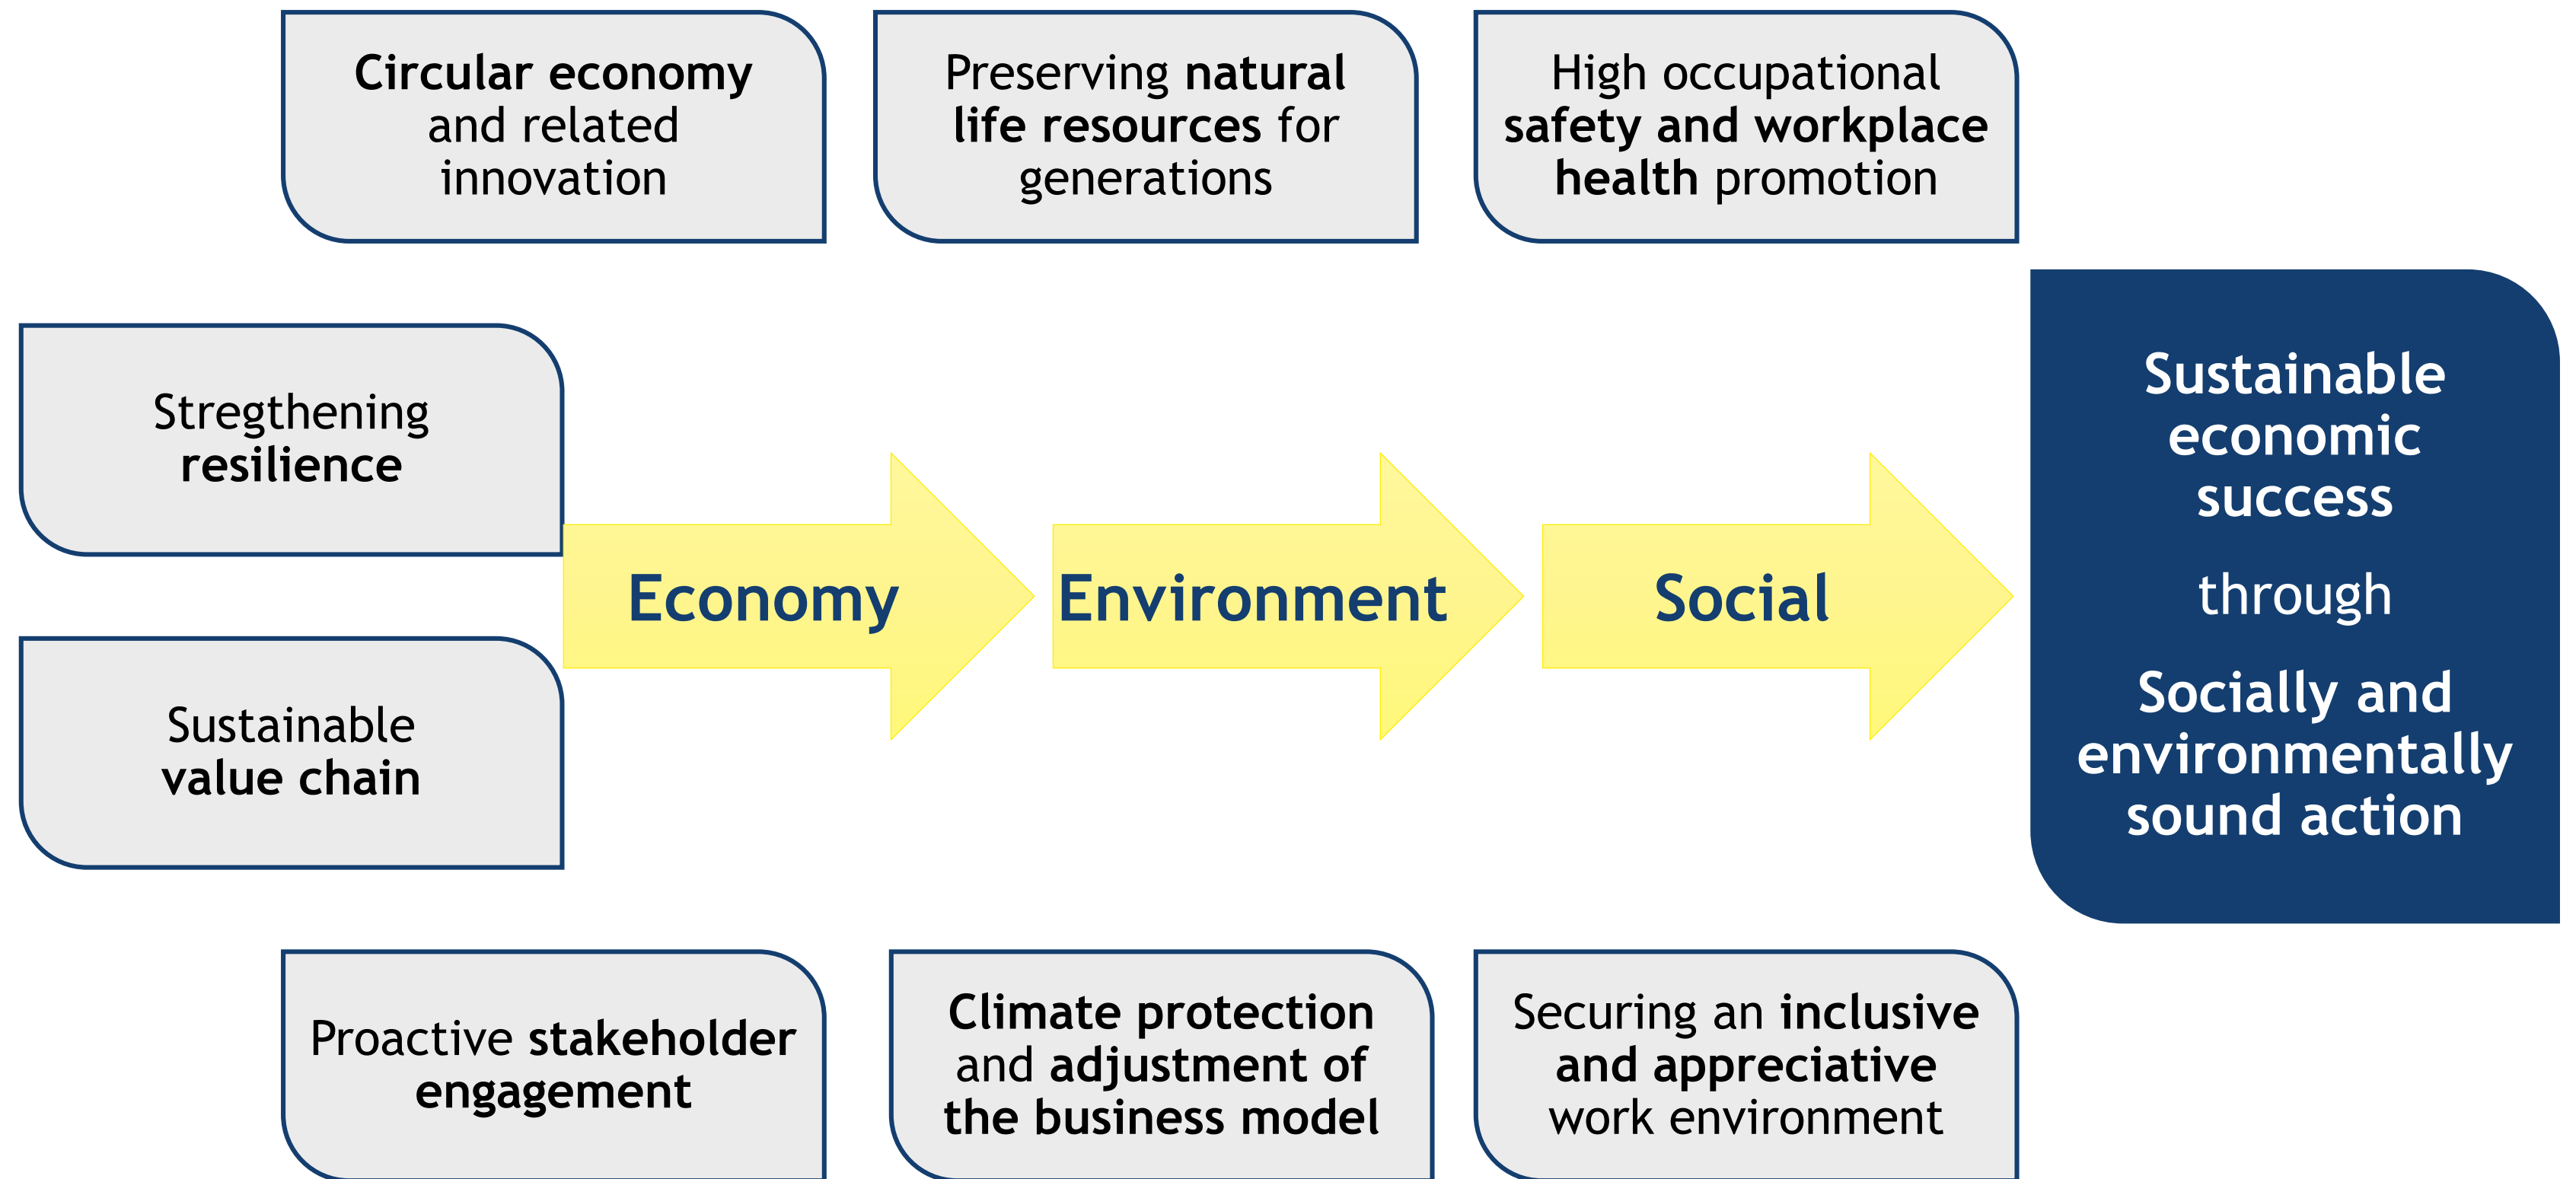 Circular economy
and related
innovation
Preserving natural
life resources for
generations
High occupational
safety and workplace
health promotion
Stregthening
resilience
Sustainable
value chain
Economy
Environment
Social
Sustainable
economic
success
through
Socially and
environmentally
sound action
Proactive stakeholder
engagement
Climate protection
and adjustment of
the business model
Securing an inclusive
and appreciative
work environment